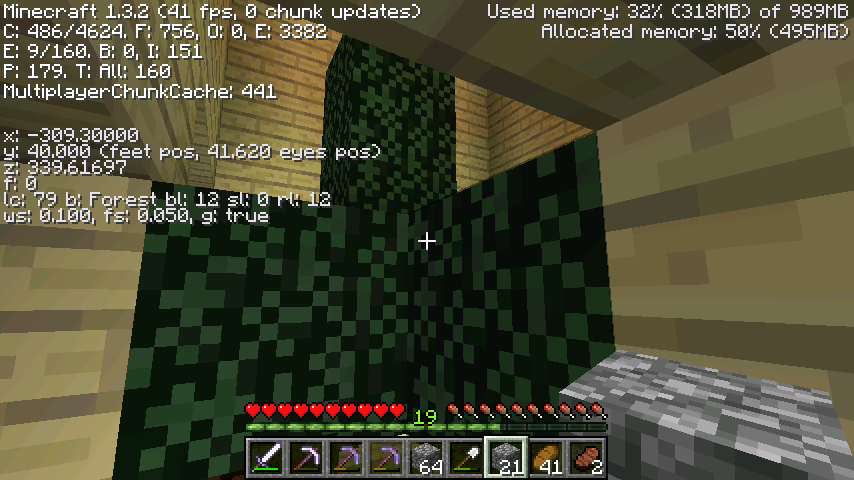 Minecraft 1.3.2 (41 fps, 0 chunk updates)
C: 486/4624. F: 756, O: 0, E: 3382
E: 9/160. B: 0, I: 151
P: 179. T: All: 160
MultiplayerChunkCache: 441
Used memory: 32% (318MB) of 989MB
Allocated memory: 50% (495MB)
x: -309.30000
y: 40.000 (feet pos, 41.620 eyes pos)
z: 339.61697
f: 0
lc: 79 b: Forest bl: 12 sl: 0 rl: 12
ws: 0.100, fs: 0.050, g: true
19
64 21 41 2